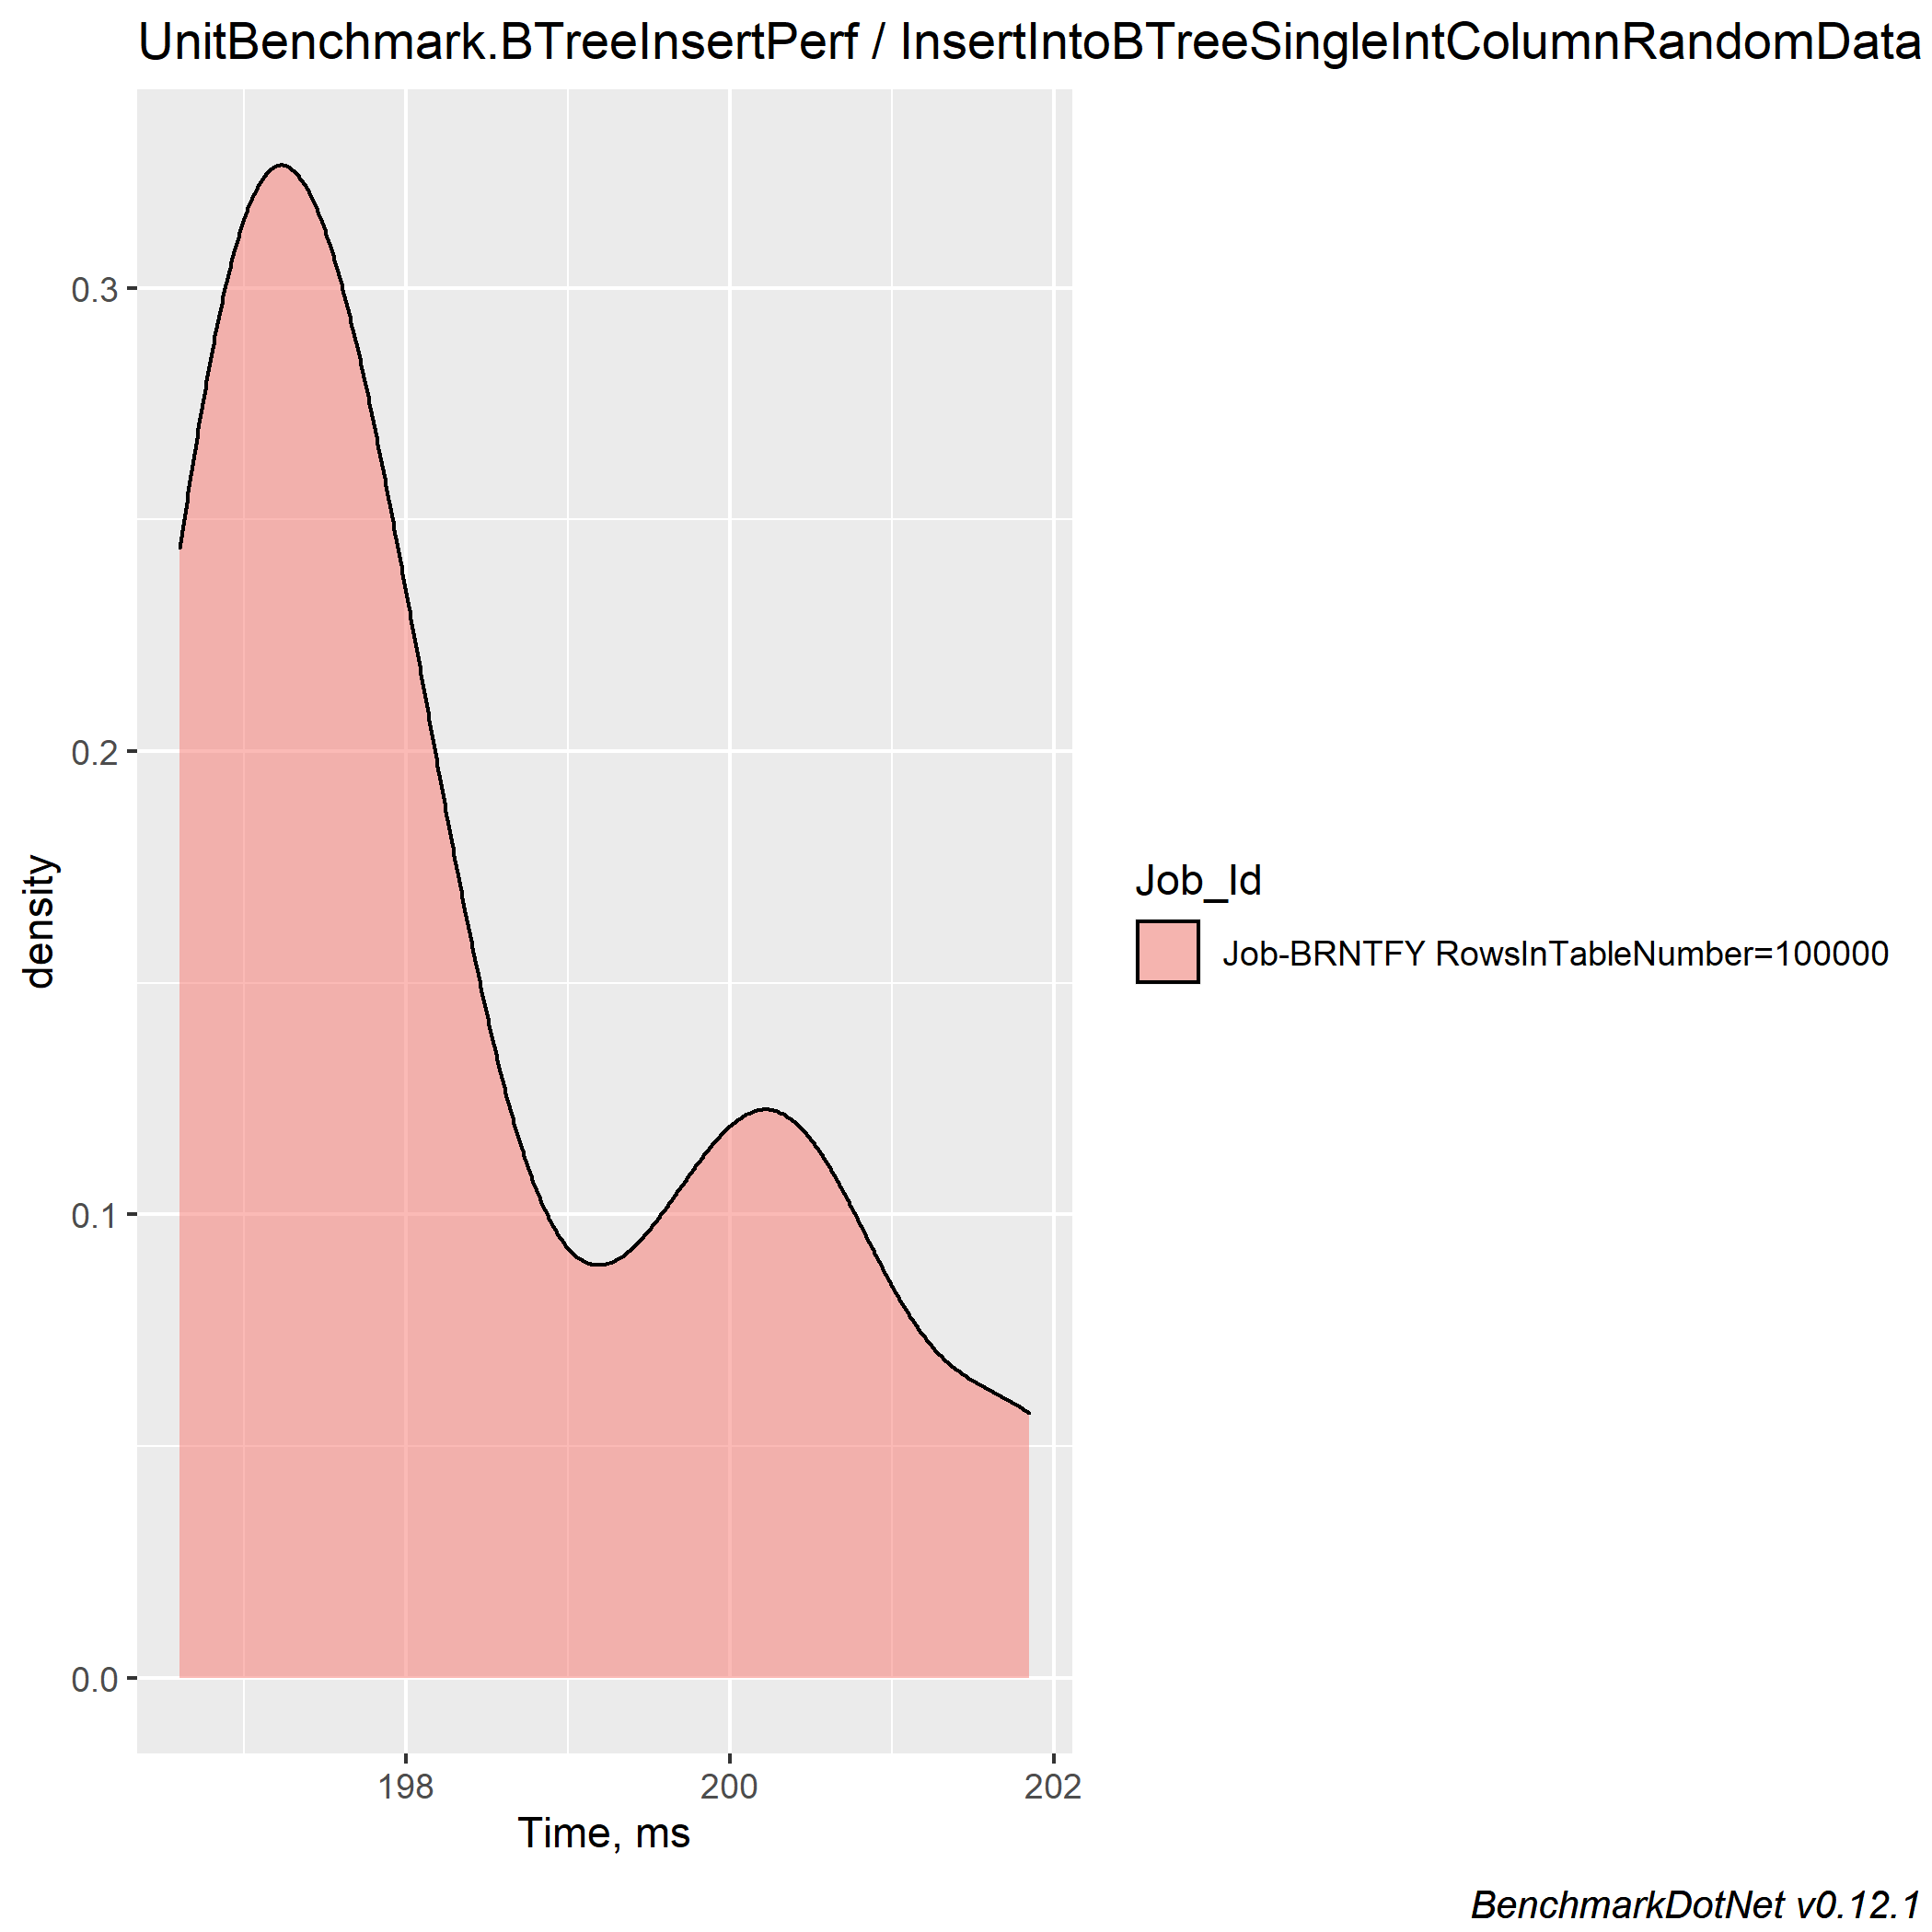 UnitBenchmark.BTreeInsertPerf / InsertIntoBTreeSingleIntColumnRandomData
0.3
0.2
0.1
0.0
density
198 200 202
Time, ms
Job_Id
Job-BRNTFY RowsInTableNumber=100000
BenchmarkDotNet v0.12.1